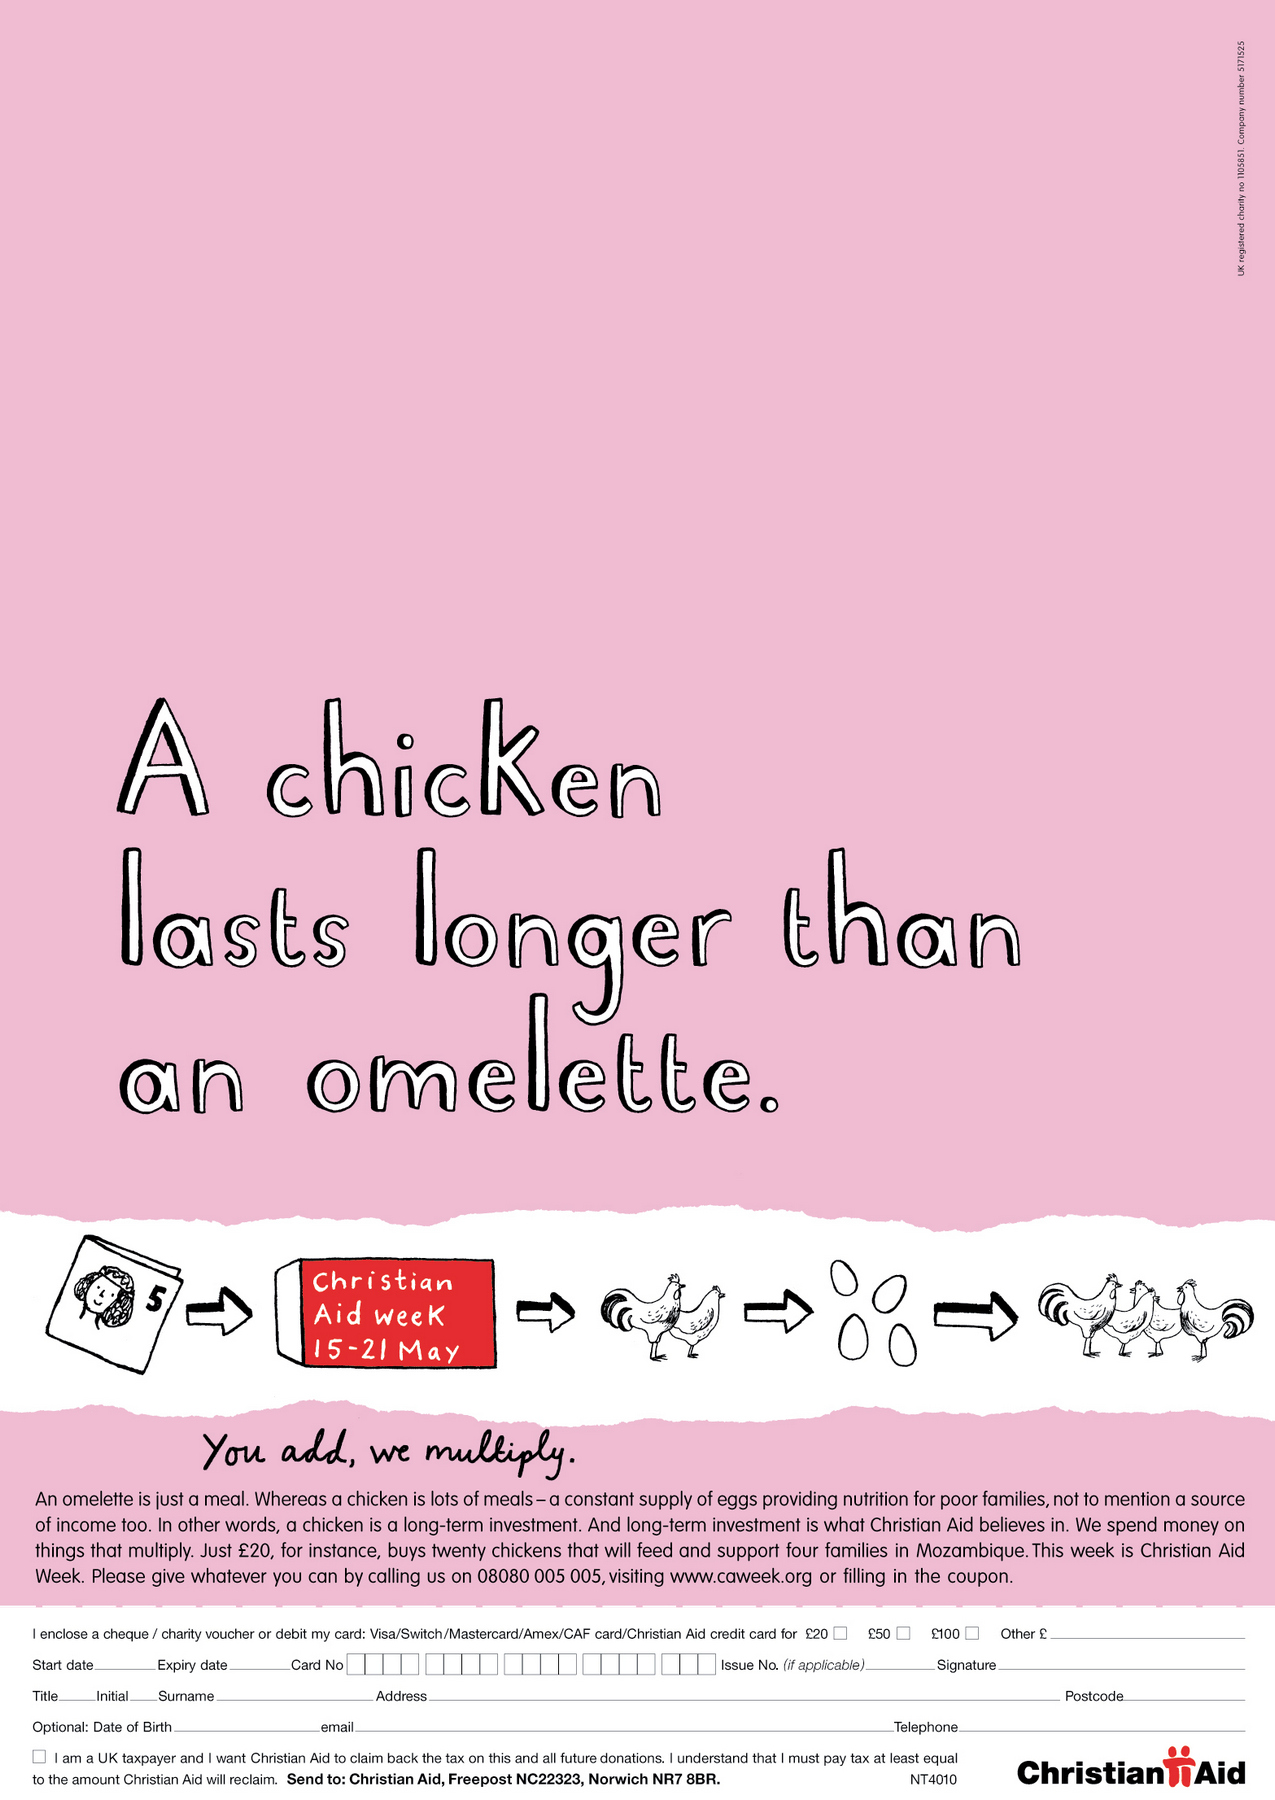 UK registered charity no 1105851. Company number 5171525
A chicken
lasts longer than
an omelette.
5
Christian
Aid week
15-21 May
You add, we multiply.
An omelette is just a meal. Whereas a chicken is lots of meals – a constant supply of eggs providing nutrition for poor families, not to mention a source
of income too. In other words, a chicken is a long-term investment. And long-term investment is what Christian Aid believes in. We spend money on
things that multiply. Just £20, for instance, buys twenty chickens that will feed and support four families in Mozambique. This week is Christian Aid
Week. Please give whatever you can by calling us on 08080 005 005, visiting www.caweek.org or filling in the coupon.
I enclose a cheque / charity voucher or debit my card: Visa/Switch/Mastercard/Amex/CAF card/Christian Aid credit card for £20 £50 £100 Other £
Start date Expiry date Card No Issue No. (if applicable) Signature
Title Initial Surname Address Postcode
Optional: Date of Birth email Telephone
I am a UK taxpayer and I want Christian Aid to claim back the tax on this and all future donations. I understand that I must pay tax at least equal
to the amount Christian Aid will reclaim. Send to: Christian Aid, Freepost NC22323, Norwich NR7 8BR. NT4010
Christian Aid